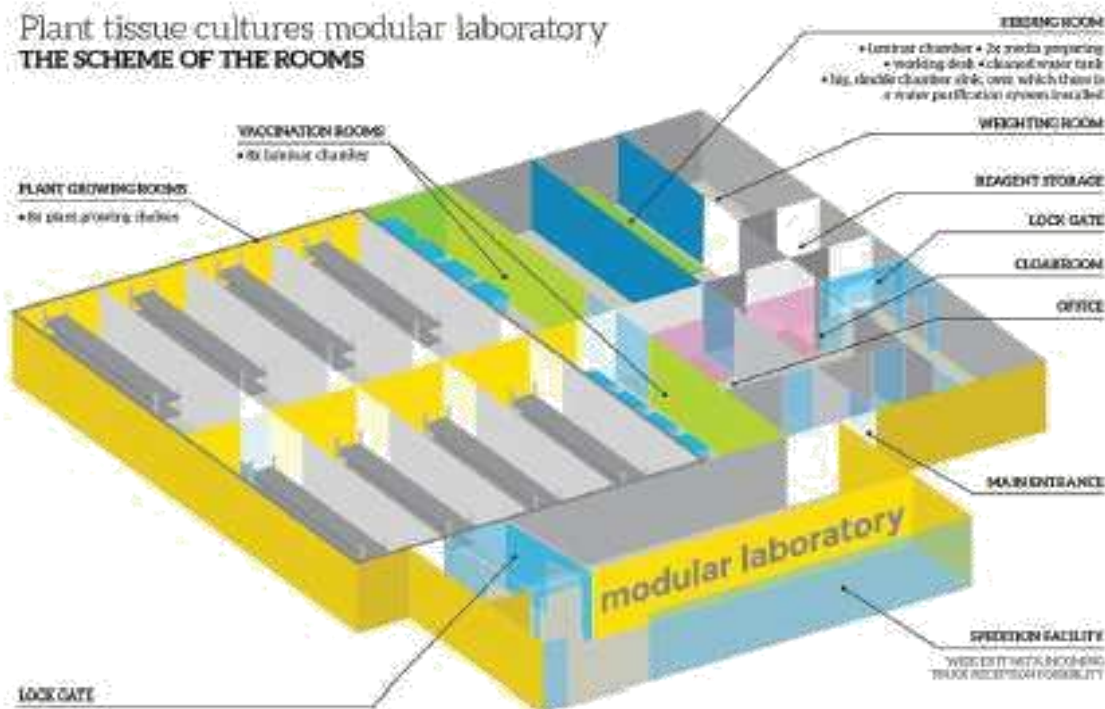 Plant tissue cultures modular laboratory
THE SCHEME OF THE ROOMS
FEEDING ROOM
• laminar chamber • 2x media preparing
• working desk • cleaned water tank
• big, double chamber sink, over which there is
a water purification system installed
WEIGHTING ROOM
VACCINATION ROOMS
• 8x laminar chamber
REAGENT STORAGE
PLANT GROWING ROOMS
• 8x plant growing shelves
LOCK GATE
CLOAKROOM
OFFICE
MAIN ENTRANCE
modular laboratory
SPEDITION FACILITY
WIDE EXIT WITH INCOMING
TRUCK RECEPTION POSSIBILITY
LOCK GATE